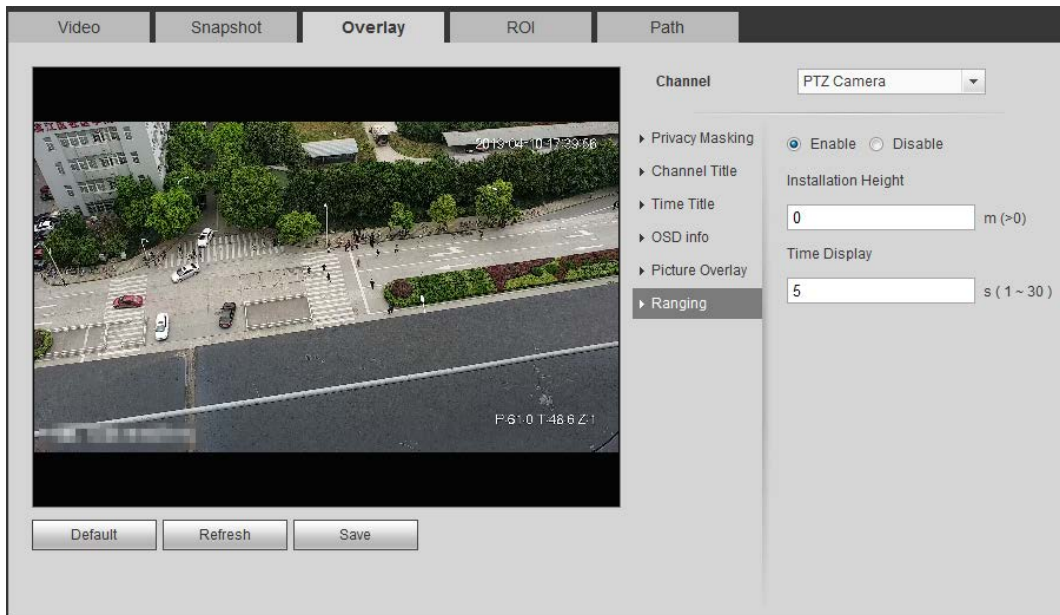 Video Snapshot Overlay ROI Path
Channel PTZ Camera
2019-04-10 17:39:56
Privacy Masking
Channel Title
Time Title
OSD info
Picture Overlay
Ranging
Enable Disable
Installation Height
0 m (>0)
Time Display
5 s ( 1 ~ 30 )
P:61.0 T:48.6 Z:1
Default Refresh Save